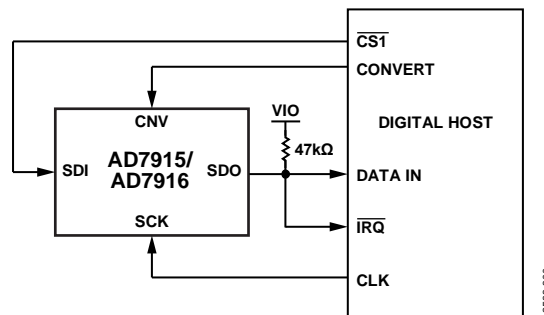 CS1
CONVERT
CNV
VIO
DIGITAL HOST
47kΩ
AD7915/
AD7916
SDI
SDO
DATA IN
SCK
IRQ
CLK